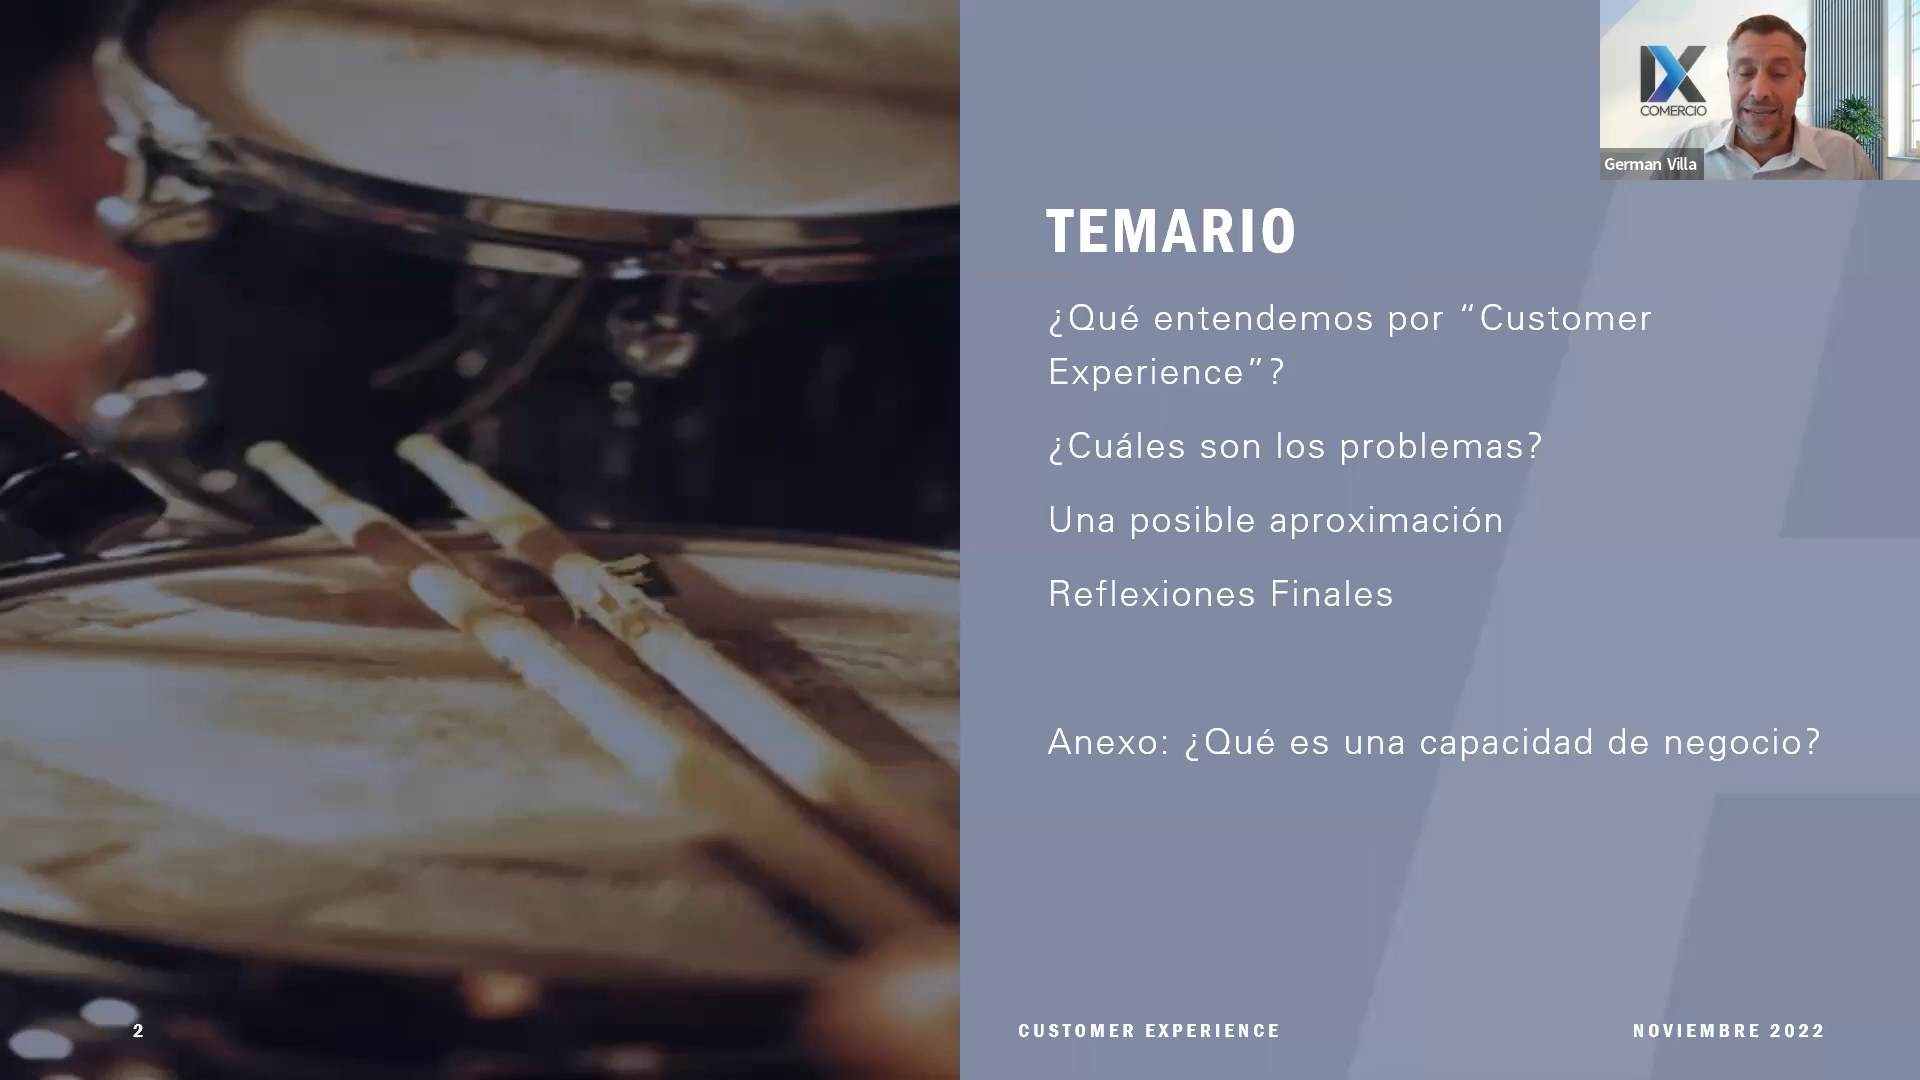 IX
COMERCIO
German Villa
TEMARIO
¿Qué entendemos por “Customer
Experience”?
¿Cuáles son los problemas?
Una posible aproximación
Reflexiones Finales
Anexo: ¿Qué es una capacidad de negocio?
2
CUSTOMER EXPERIENCE
NOVIEMBRE 2022